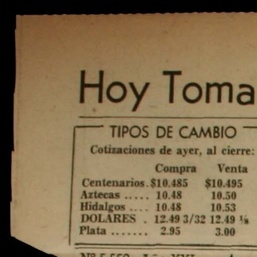 Hoy Toma
TIPOS DE CAMBIO
Cotizaciones de ayer, al cierre:
Compra Venta
Centenarios. $10.485 $10.495
Aztecas ..... 10.48 10.50
Hidalgos .... 10.48 10.53
DOLARES . 12.49 3/32 12.49 ⅛
Plata ....... 2.95 3.00